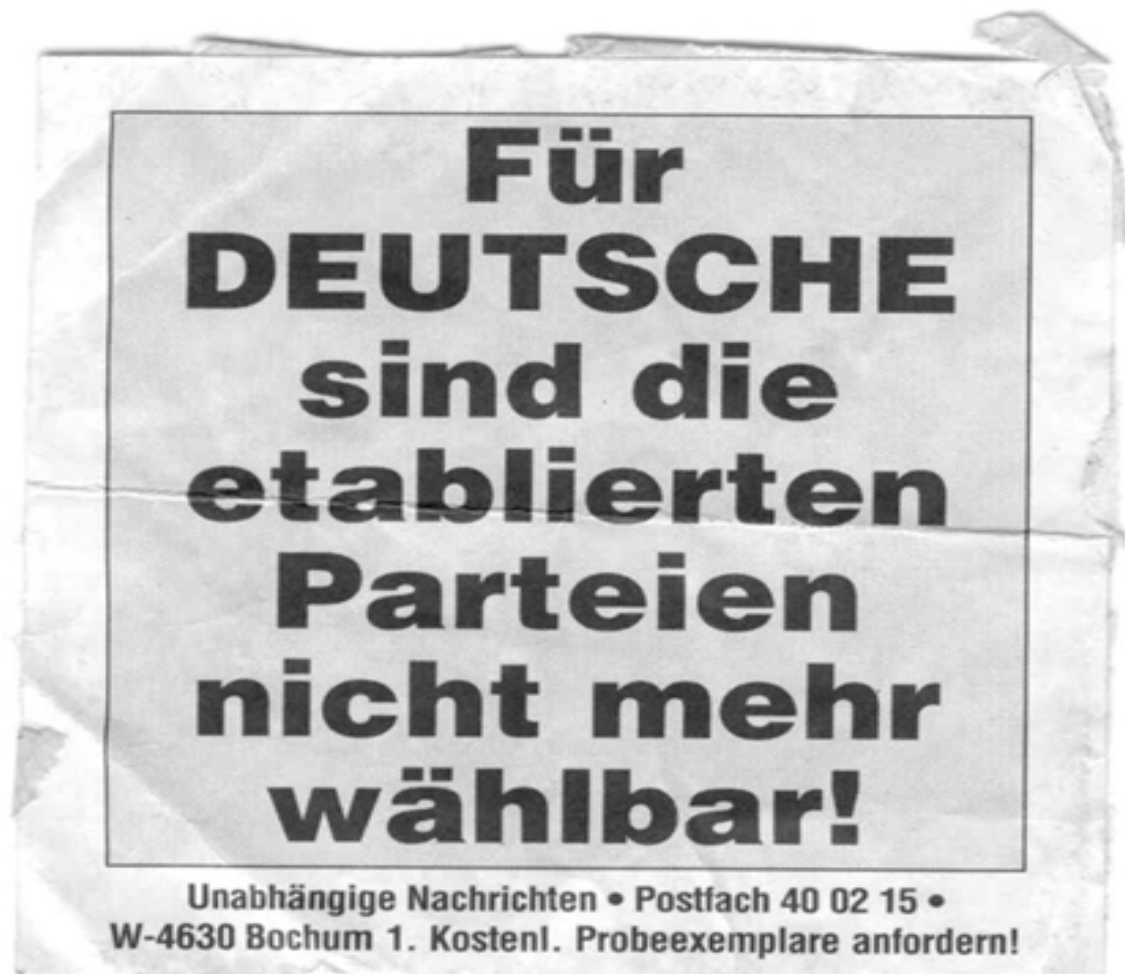 Für
DEUTSCHE
sind die
etablierten
Parteien
nicht mehr
wählbar!
Unabhängige Nachrichten • Postfach 40 02 15 •
W-4630 Bochum 1. Kostenl. Probeexemplare anfordern!